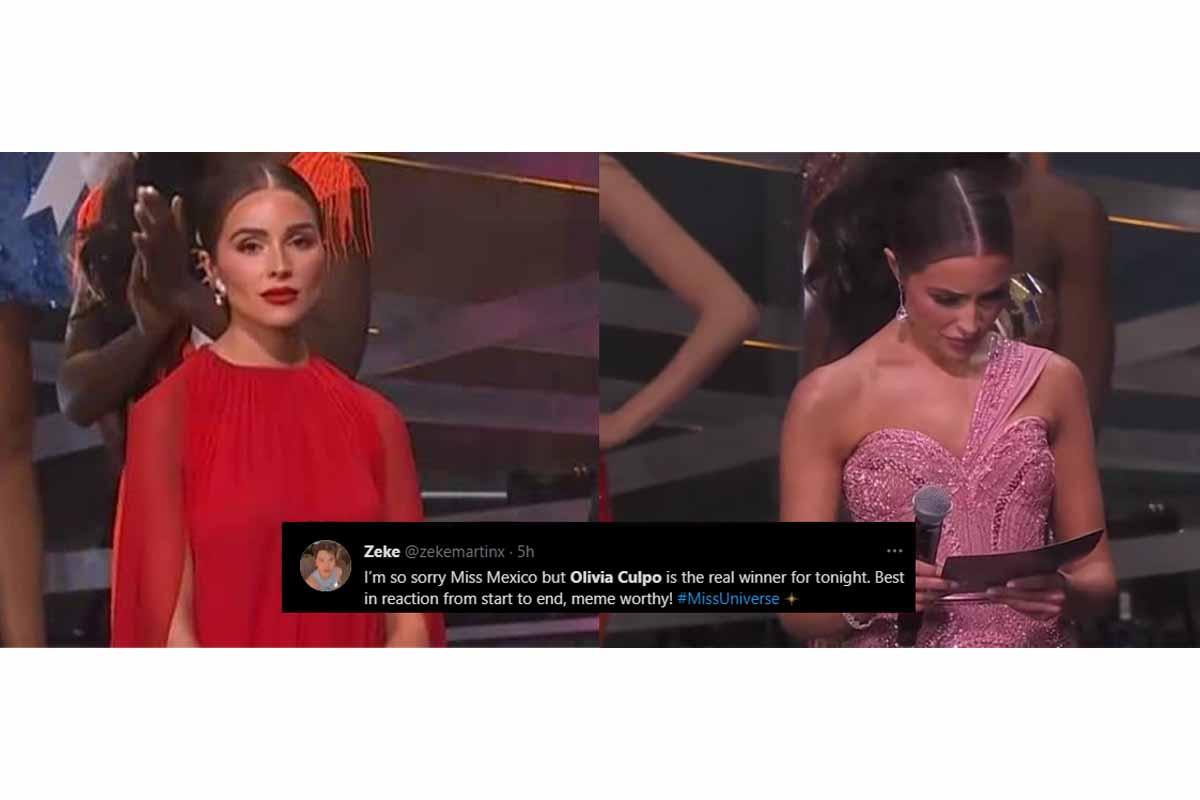 Zeke @zekemartinx · 5h
I'm so sorry Miss Mexico but Olivia Culpo is the real winner for tonight. Best
in reaction from start to end, meme worthy! #MissUniverse